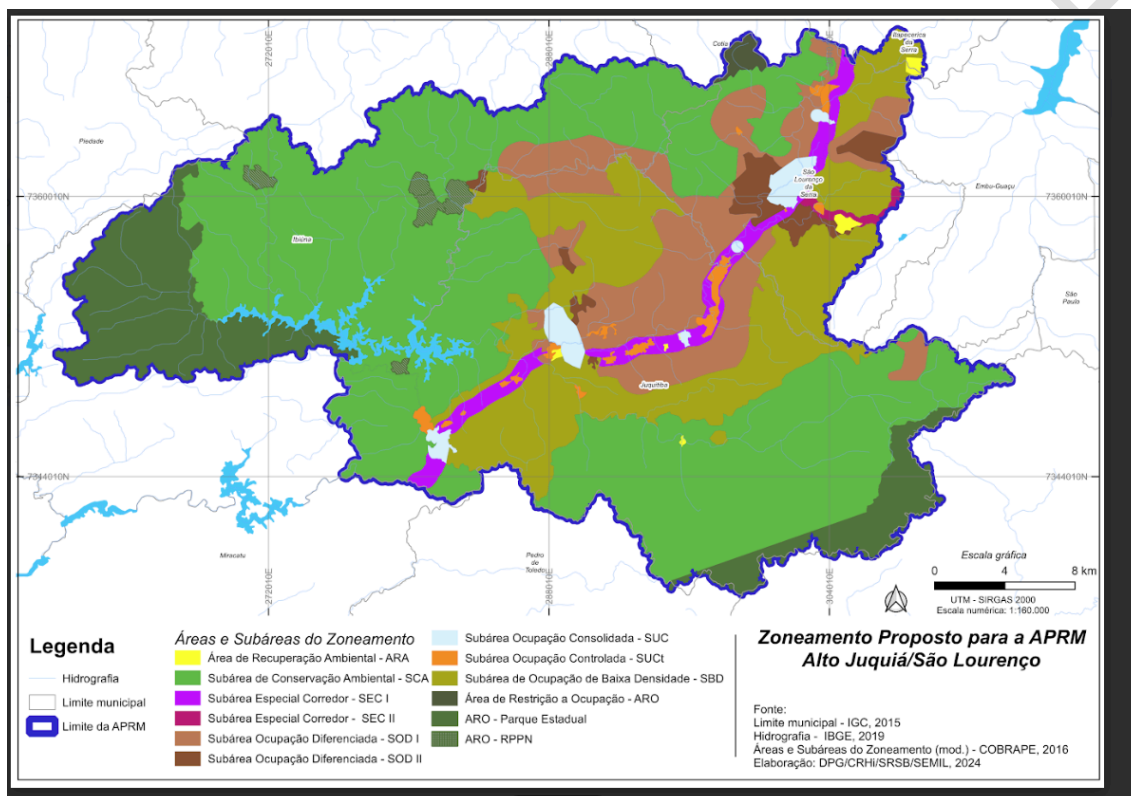 272010E
288010E
304010E
Cotia
Itapecerica
da
Serra
Piedade
7360010N
São
Lourenço
da
Serra
Embu-Guaçu
7360010N
Ibiúna
São
Paulo
Juquitiba
7344010N
7344010N
Miracatu
Pedro
de
Toledo
272010E
288010E
304010E
Escala gráfica
0 4 8 km
UTM - SIRGAS 2000
Escala numérica: 1:160.000
Legenda
Hidrografia
Limite municipal
Limite da APRM
Áreas e Subáreas do Zoneamento
Área de Recuperação Ambiental - ARA
Subárea de Conservação Ambiental - SCA
Subárea Especial Corredor - SEC I
Subárea Especial Corredor - SEC II
Subárea Ocupação Diferenciada - SOD I
Subárea Ocupação Diferenciada - SOD II
Subárea Ocupação Consolidada - SUC
Subárea Ocupação Controlada - SUCt
Subárea de Ocupação de Baixa Densidade - SBD
Área de Restrição a Ocupação - ARO
ARO - Parque Estadual
ARO - RPPN
Zoneamento Proposto para a APRM
Alto Juquiá/São Lourenço
Fonte:
Limite municipal - IGC, 2015
Hidrografia - IBGE, 2019
Áreas e Subáreas do Zoneamento (mod.) - COBRAPE, 2016
Elaboração: DPG/CRHi/SRSB/SEMIL, 2024